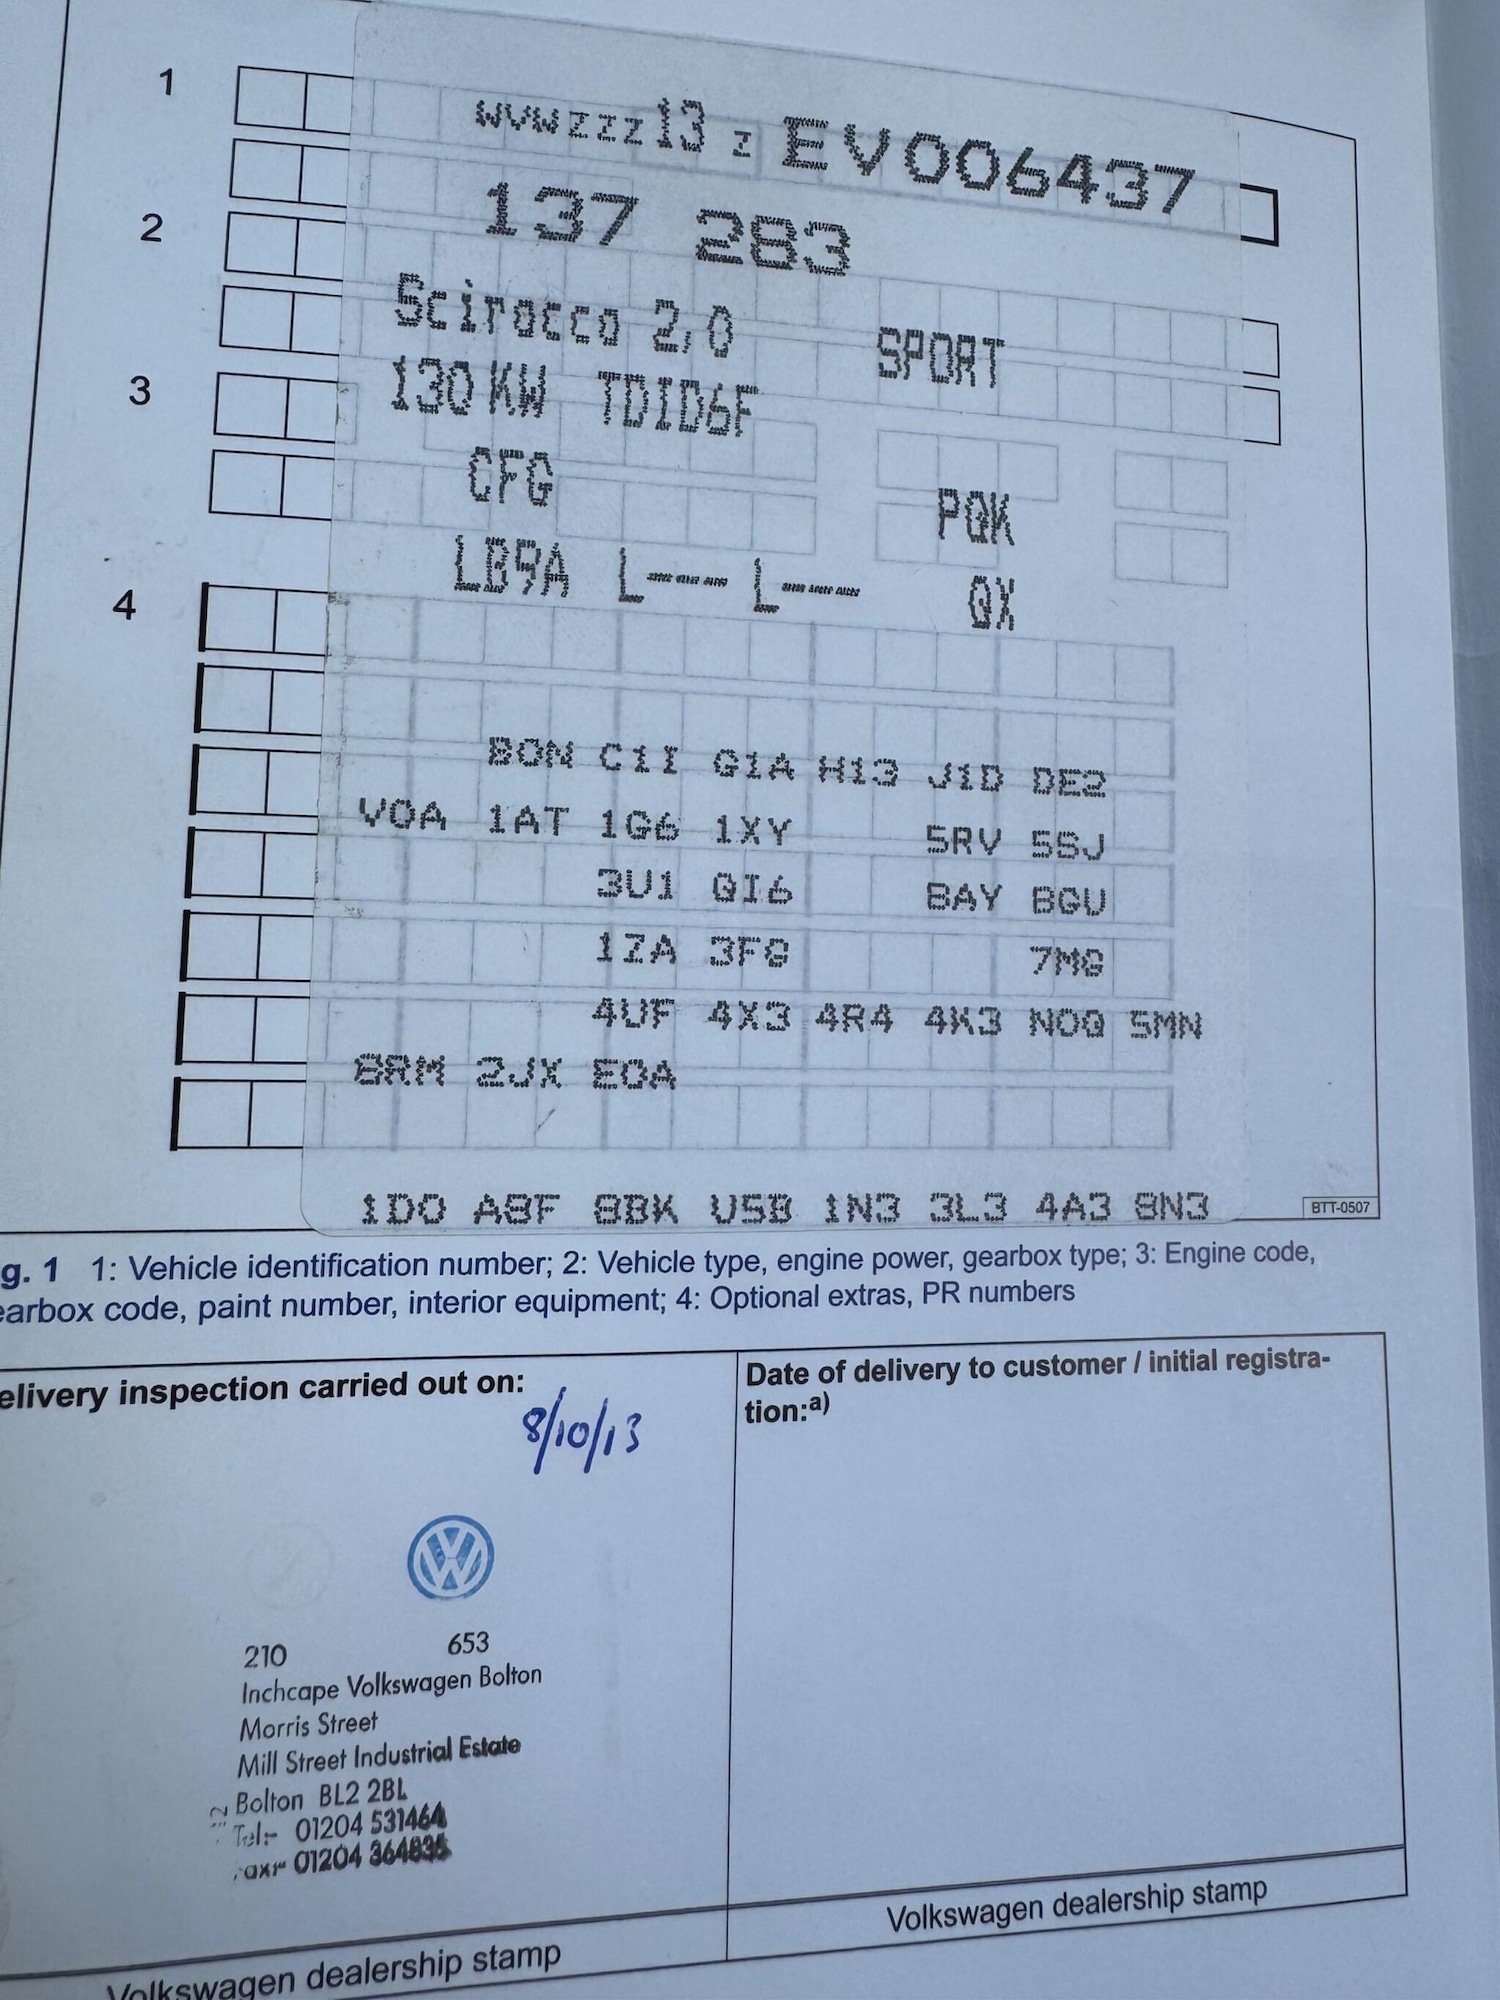 1
WVWZZZ13Z EV006437
137 283
2
Scirocco 2,0 SPORT
130KW TDID6F
3
CFG PQK
LB9A L---- L---- QX
4
BON C1I G1A H13 J1D DE2
VOA 1AT 1G6 1XY 5RV 5SJ
3U1 QI6 BAY BGU
1ZA 3FG 7MG
4UF 4X3 4R4 4K3 NOQ 5MN
8RM 2JX EOA
1DO A8F 8BK U5B 1N3 3L3 4A3 8N3
BTT-0507
g. 1 1: Vehicle identification number; 2: Vehicle type, engine power, gearbox type; 3: Engine code,
earbox code, paint number, interior equipment; 4: Optional extras, PR numbers
elivery inspection carried out on:
8/10/13
Date of delivery to customer / initial registra-
tion:a)
210 653
Inchcape Volkswagen Bolton
Morris Street
Mill Street Industrial Estate
Bolton BL2 2BL
Tel:- 01204 531464
01204
Volkswagen dealership stamp
Volkswagen dealership stamp